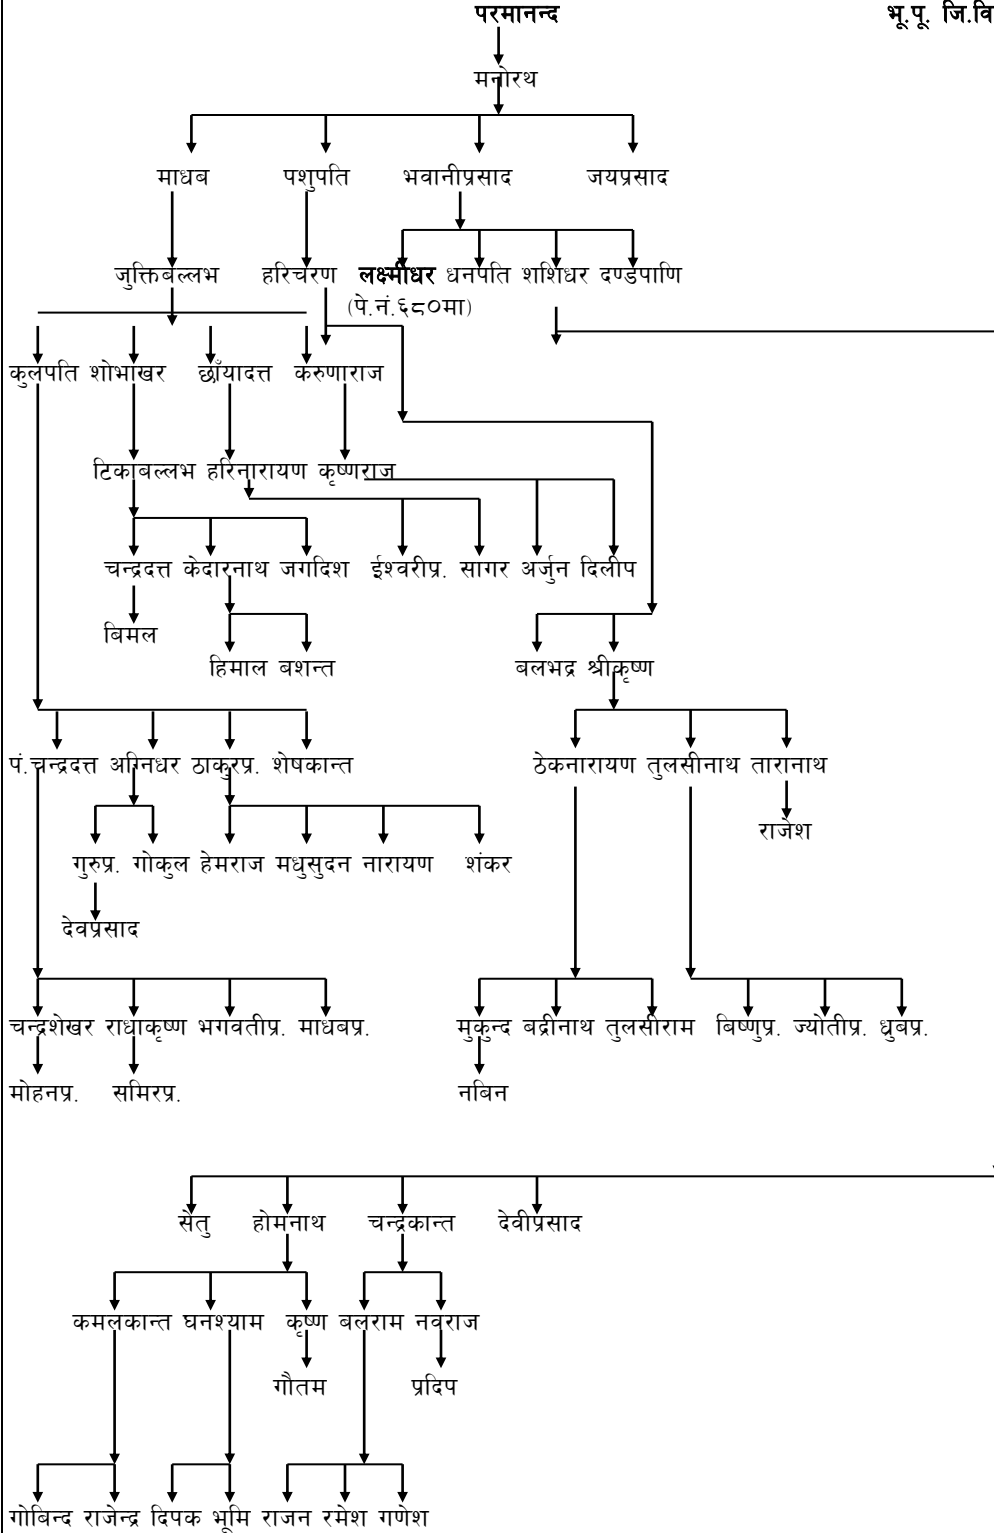 परमानन्द भू.पू. जि.वि
मनोरथ
माधब पशुपति भवानीप्रसाद जयप्रसाद
जुक्तिबल्लभ हरिचरण लक्ष्मीधर धनपति शशिधर दण्डपाणि
(पे.नं.६८०मा)
कुलपति शोभाखर छाँयादत्त करुणाराज
टिकाबल्लभ हरिनारायण कृष्णराज
चन्द्रदत्त केदारनाथ जगदिश ईश्वरीप्र. सागर अर्जुन दिलीप
बिमल
हिमाल बशन्त बलभद्र श्रीकृष्ण
पं.चन्द्रदत्त अग्निधर ठाकुरप्र. शेषकान्त ठेकनारायण तुलसीनाथ तारानाथ
राजेश
गुरुप्र. गोकुल हेमराज मधुसुदन नारायण शंकर
देवप्रसाद
चन्द्रशेखर राधाकृष्ण भगवतीप्र. माधबप्र. मुकुन्द बद्रीनाथ तुलसीराम बिष्णुप्र. ज्योतीप्र. ध्रुबप्र.
मोहनप्र. समिरप्र. नबिन
सेतु होमनाथ चन्द्रकान्त देवीप्रसाद
कमलकान्त घनश्याम कृष्ण बलराम नवराज
गौतम प्रदिप
गोबिन्द राजेन्द्र दिपक भूमि राजन रमेश गणेश